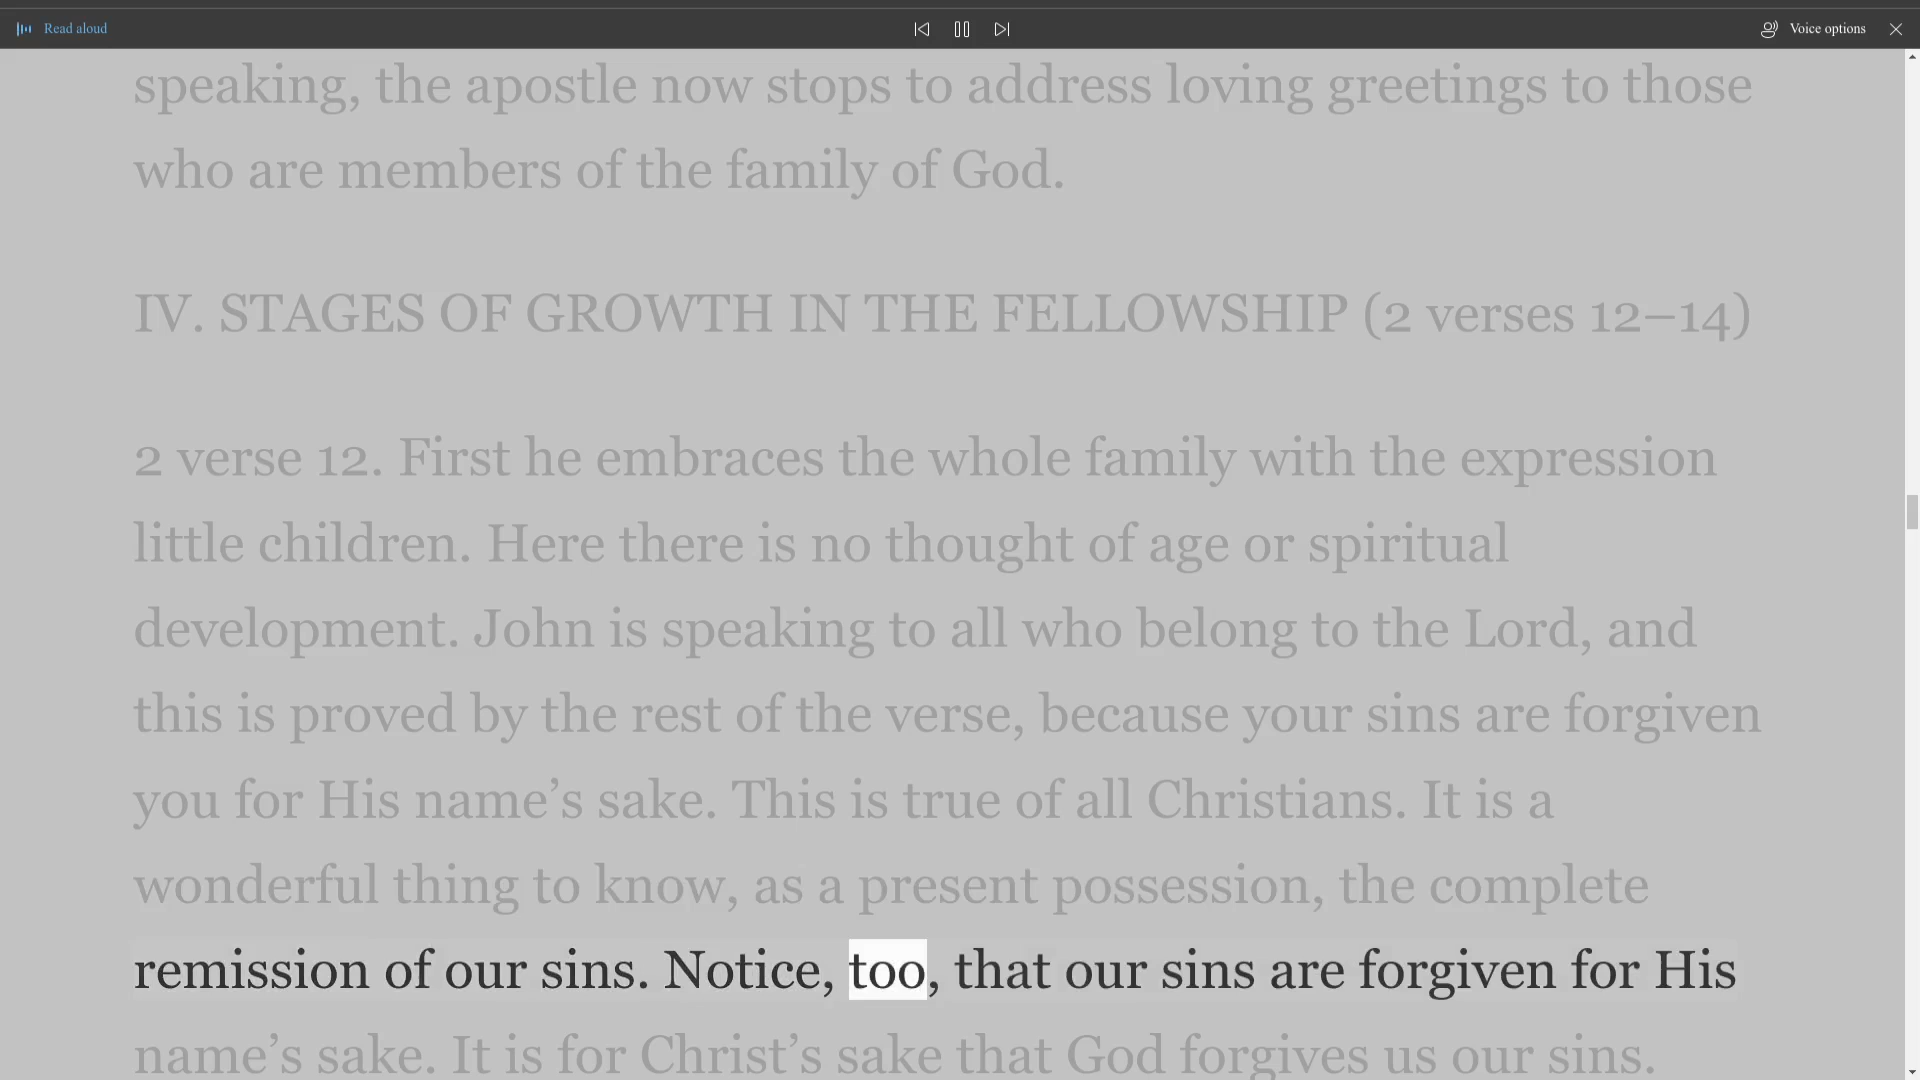 Read aloud
Voice options
speaking, the apostle now stops to address loving greetings to those
who are members of the family of God.
IV. STAGES OF GROWTH IN THE FELLOWSHIP (2 verses 12–14)
2 verse 12. First he embraces the whole family with the expression
little children. Here there is no thought of age or spiritual
development. John is speaking to all who belong to the Lord, and
this is proved by the rest of the verse, because your sins are forgiven
you for His name’s sake. This is true of all Christians. It is a
wonderful thing to know, as a present possession, the complete
remission of our sins. Notice, too, that our sins are forgiven for His
name’s sake. It is for Christ’s sake that God forgives us our sins.